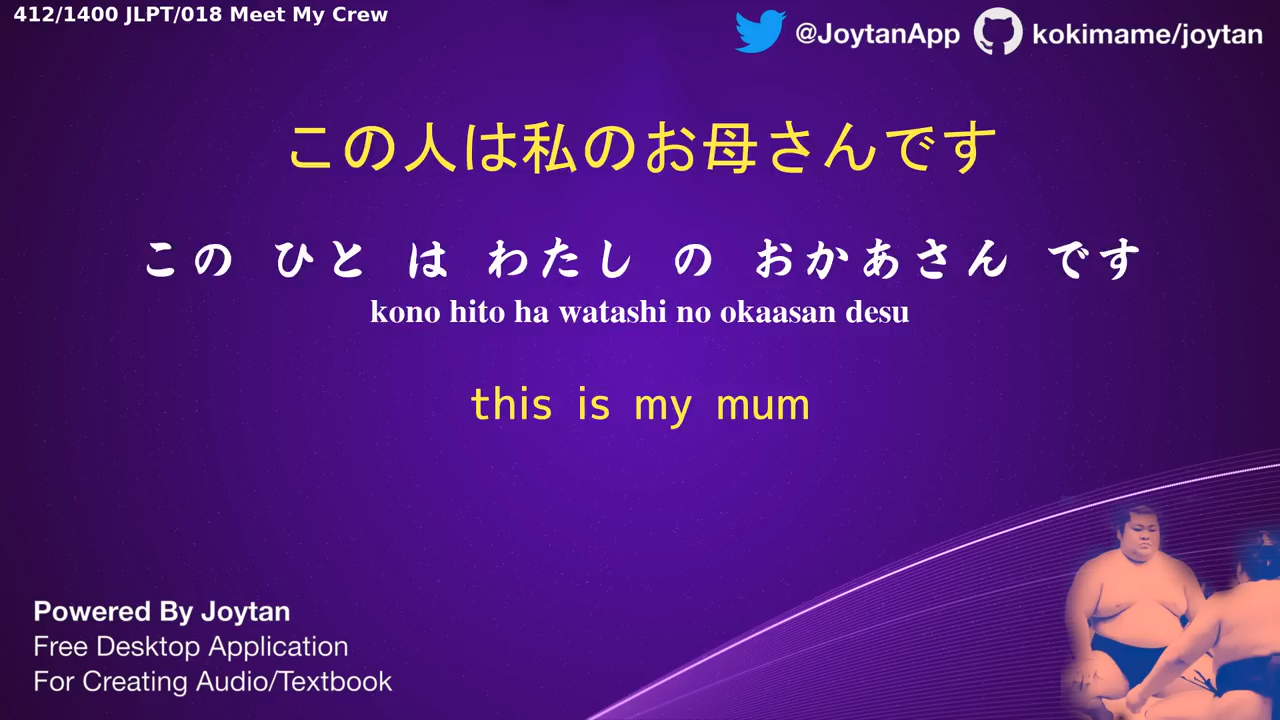 412/1400 JLPT/018 Meet My Crew
@JoytanApp kokimame/joytan
この人は私のお母さんです
この ひと は わたし の おかあさん です
kono hito ha watashi no okaasan desu
this is my mum
Powered By Joytan
Free Desktop Application
For Creating Audio/Textbook